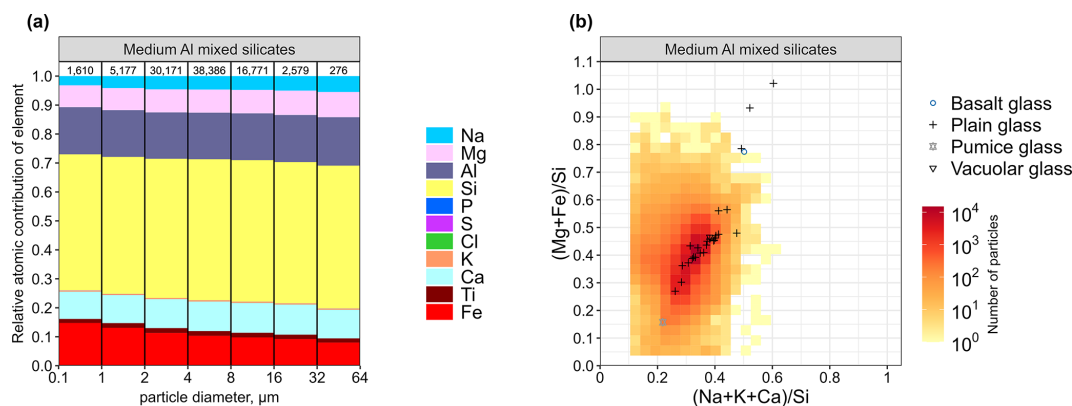 (a)
Medium Al mixed silicates
1,610 5,177 30,171 38,386 16,771 2,579 276
Relative atomic contribution of element
1.0
0.9
0.8
0.7
0.6
0.5
0.4
0.3
0.2
0.1
0.0
0.1 1 2 4 8 16 32 64
particle diameter, µm
Na
Mg
Al
Si
P
S
Cl
K
Ca
Ti
Fe
(b)
Medium Al mixed silicates
(Mg+Fe)/Si
1.1
1.0
0.9
0.8
0.7
0.6
0.5
0.4
0.3
0.2
0.1
0.0
0 0.2 0.4 0.6 0.8 1
(Na+K+Ca)/Si
Basalt glass
Plain glass
Pumice glass
Vacuolar glass
10⁴
10³
10²
10¹
10⁰
Number of particles